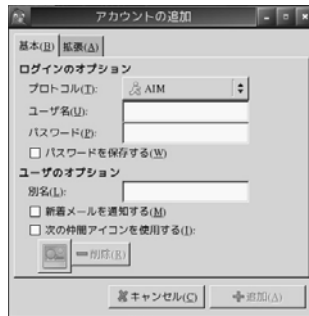 アカウントの追加
基本(B) 拡張(A)
ログインのオプション
プロトコル(T): AIM
ユーザ名(U):
パスワード(P):
パスワードを保存する(W)
ユーザのオプション
別名(L):
新着メールを通知する(M)
次の仲間アイコンを使用する(I):
削除(R)
キャンセル(C) 追加(A)